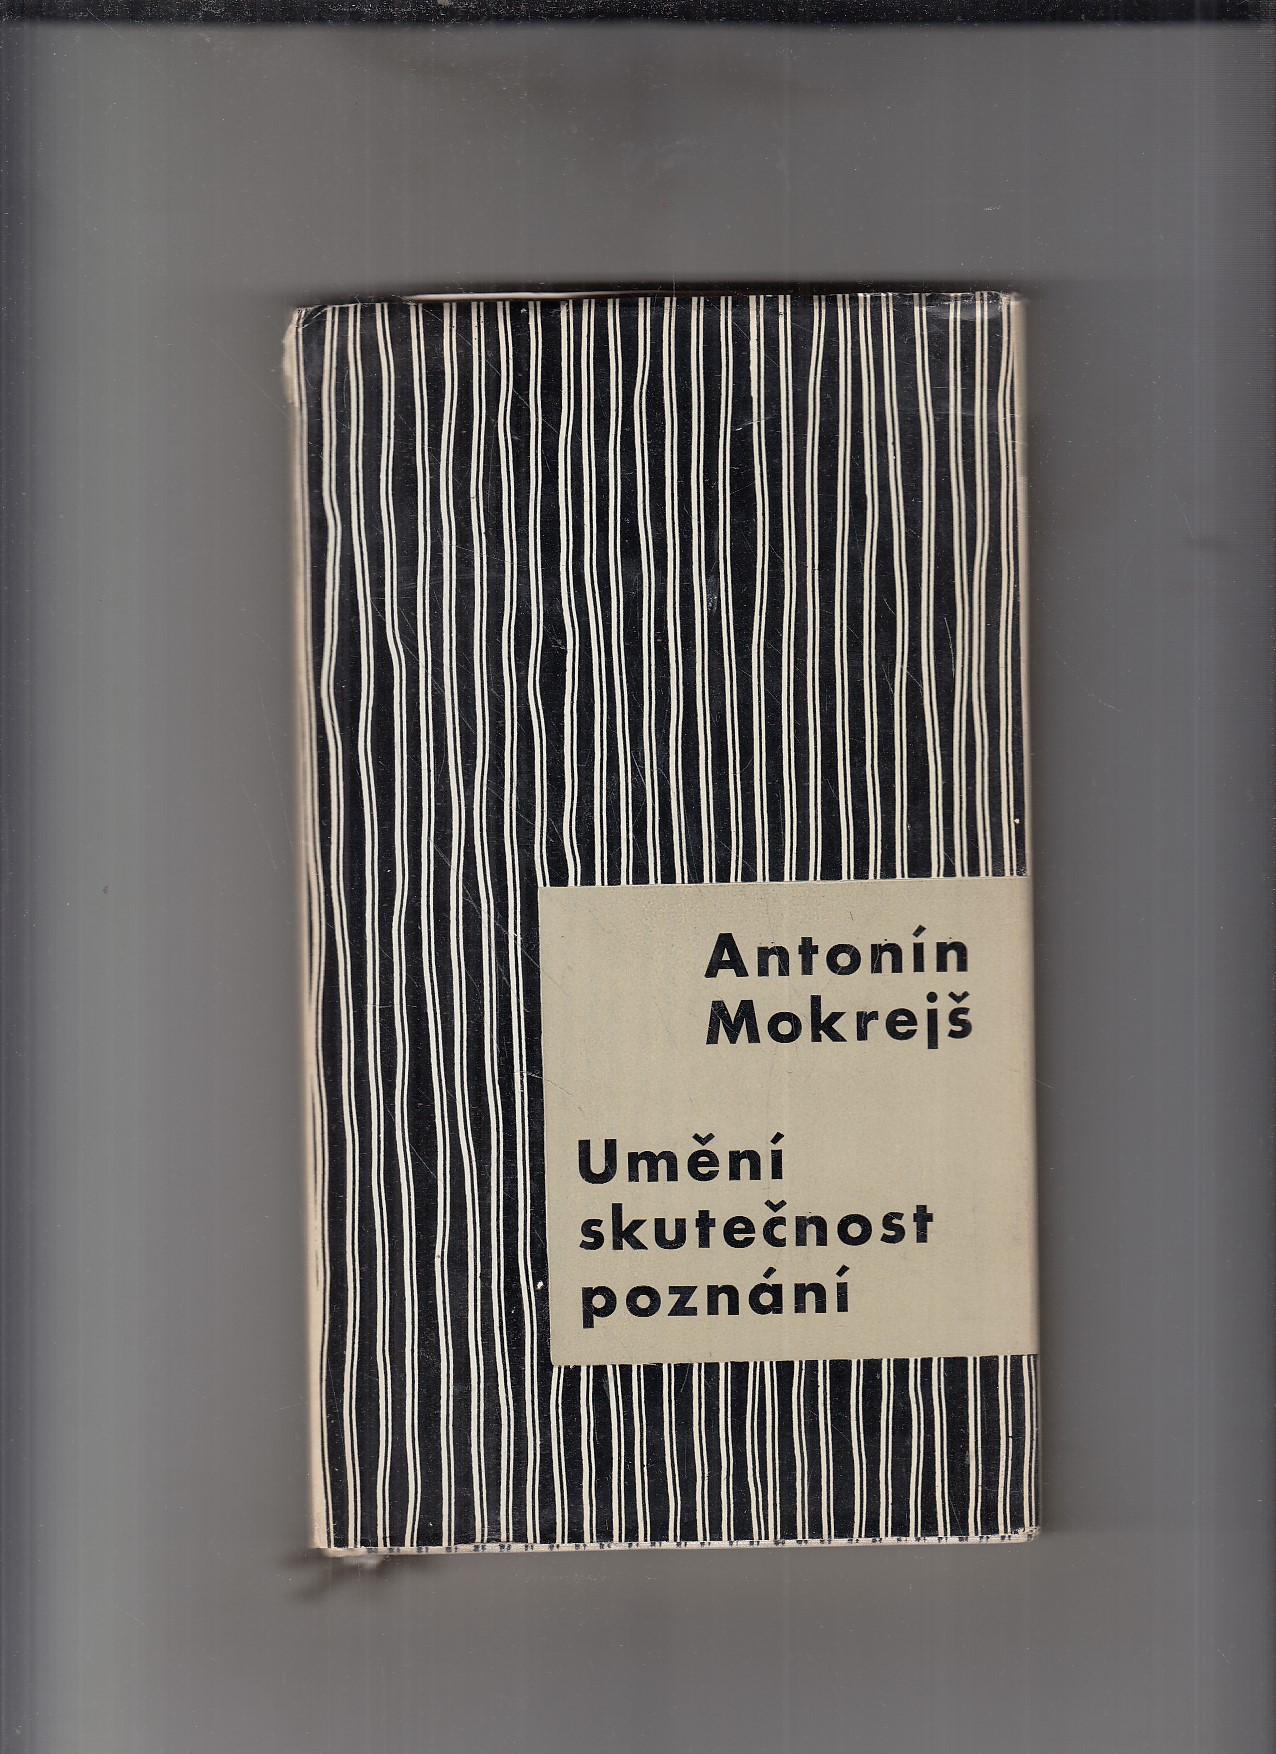 Antonín
Mokrejš
Umění
skutečnost
poznání